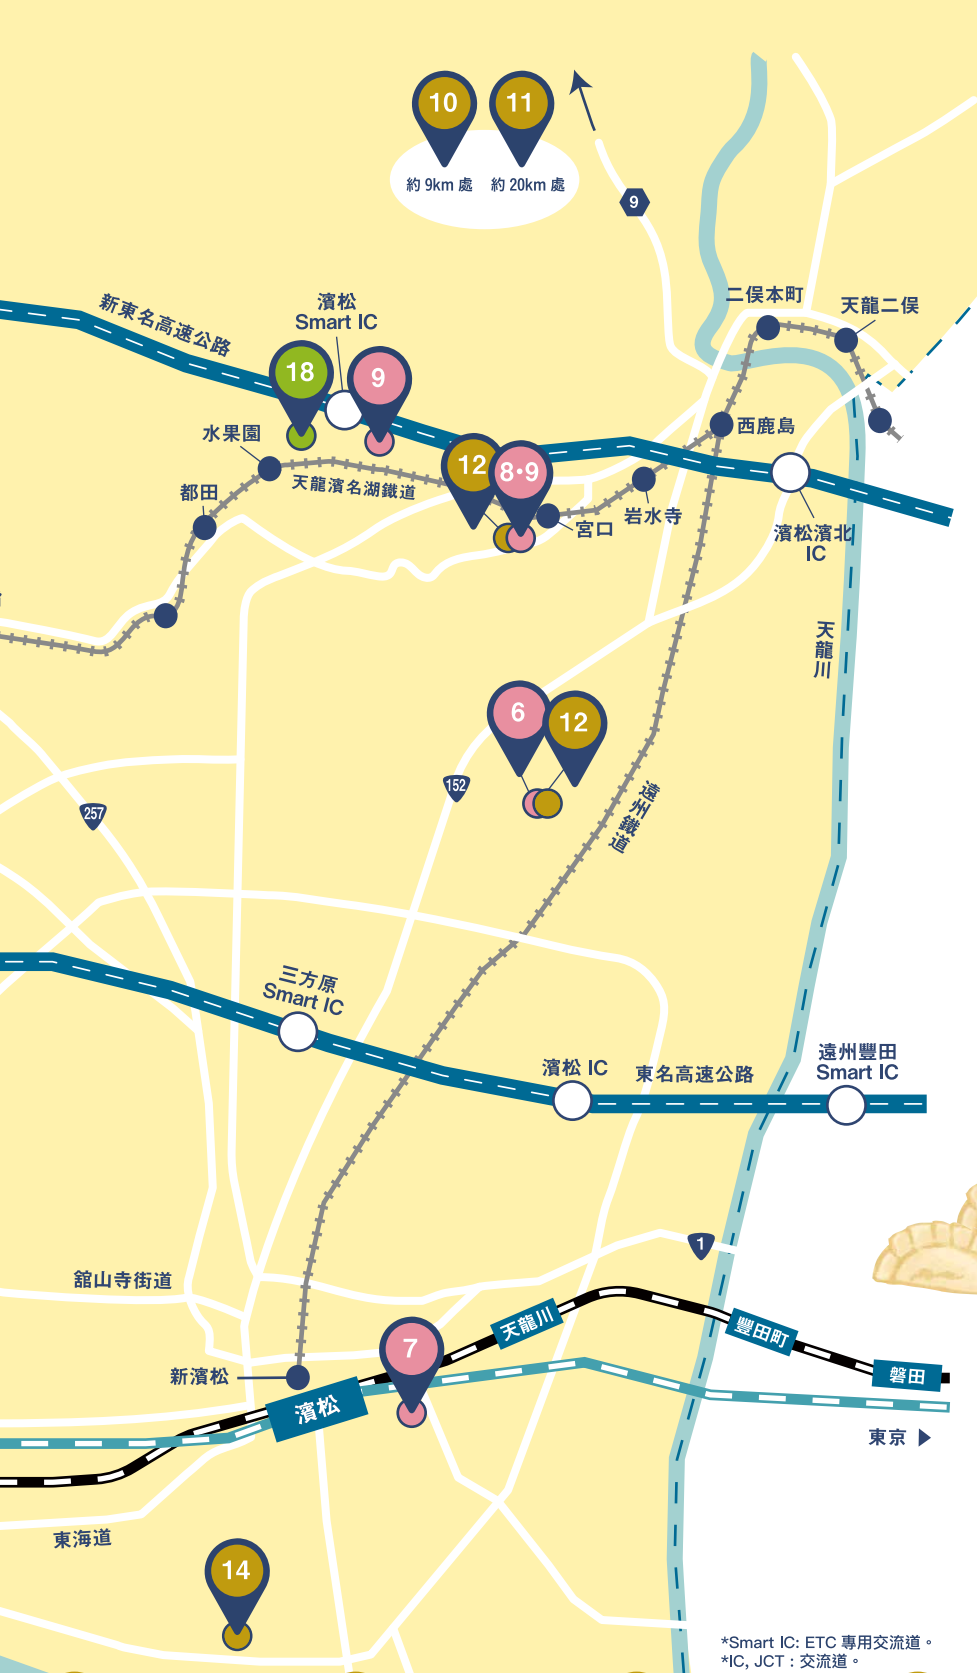 10
11
約 9km 處
約 20km 處
9
二俣本町
天龍二俣
新東名高速公路
濱松
Smart IC
18
9
水果園
西鹿島
天龍濱名湖鐵道
12
8•9
都田
岩水寺
宮口
濱松濱北
IC
天龍川
6
12
152
257
遠州鐵道
三方原
Smart IC
濱松 IC
東名高速公路
遠州豐田
Smart IC
1
舘山寺街道
天龍川
豐田町
7
新濱松
磐田
濱松
東京
東海道
14
*Smart IC: ETC 專用交流道。
*IC, JCT：交流道。